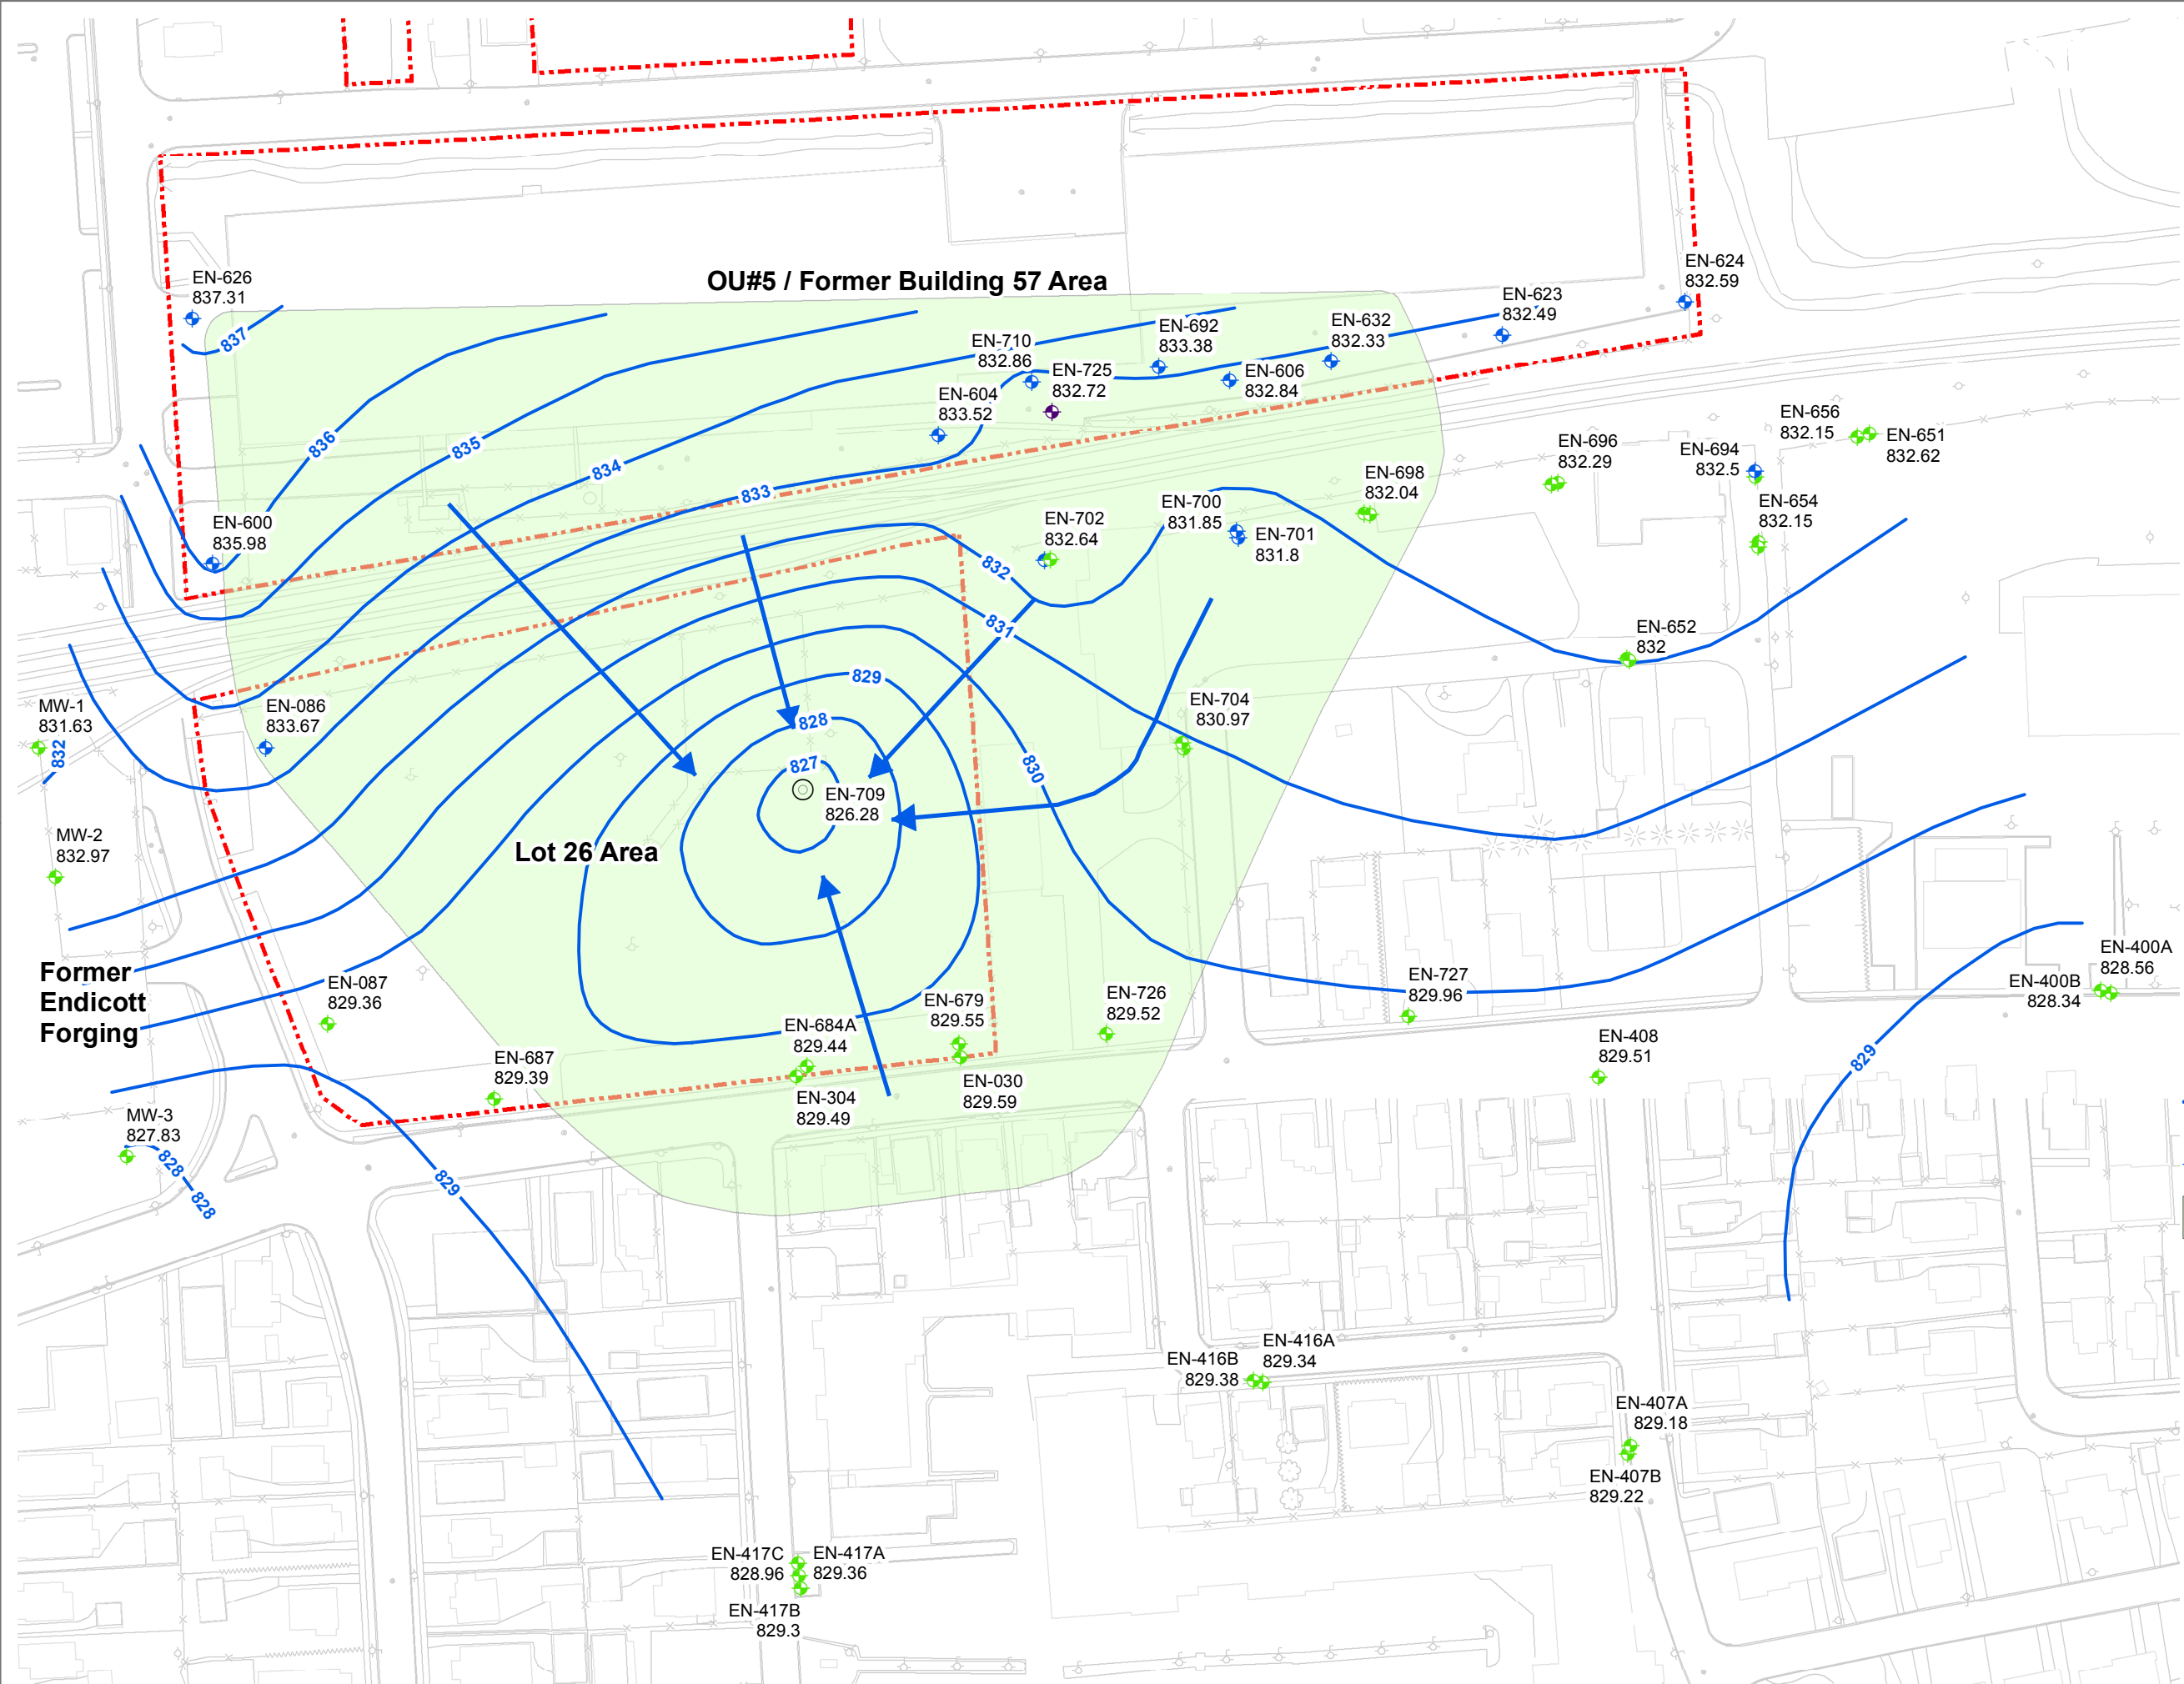 OU#5 / Former Building 57 Area
EN-626
837.31
837
EN-624
832.59
EN-623
832.49
EN-692
833.38
EN-632
832.33
EN-710
832.86
EN-725
832.72
EN-606
832.84
EN-604
833.52
836
835
834
833
EN-656
832.15
EN-651
832.62
EN-696
832.29
EN-694
832.5
EN-698
832.04
EN-654
832.15
EN-700
831.85
EN-701
831.8
EN-702
832.64
EN-600
835.98
832
831
EN-652
832
829
EN-086
833.67
MW-1
831.63
832
EN-704
830.97
828
827
830
EN-709
826.28
Lot 26 Area
MW-2
832.97
Former
Endicott
Forging
EN-087
829.36
EN-679
829.55
EN-726
829.52
EN-727
829.96
EN-400A
828.56
EN-400B
828.34
EN-684A
829.44
EN-408
829.51
829
EN-687
829.39
EN-304
829.49
EN-030
829.59
MW-3
827.83
828
828
829
EN-416A
829.34
EN-416B
829.38
EN-407A
829.18
EN-407B
829.22
EN-417C
828.96
EN-417A
829.36
EN-417B
829.3